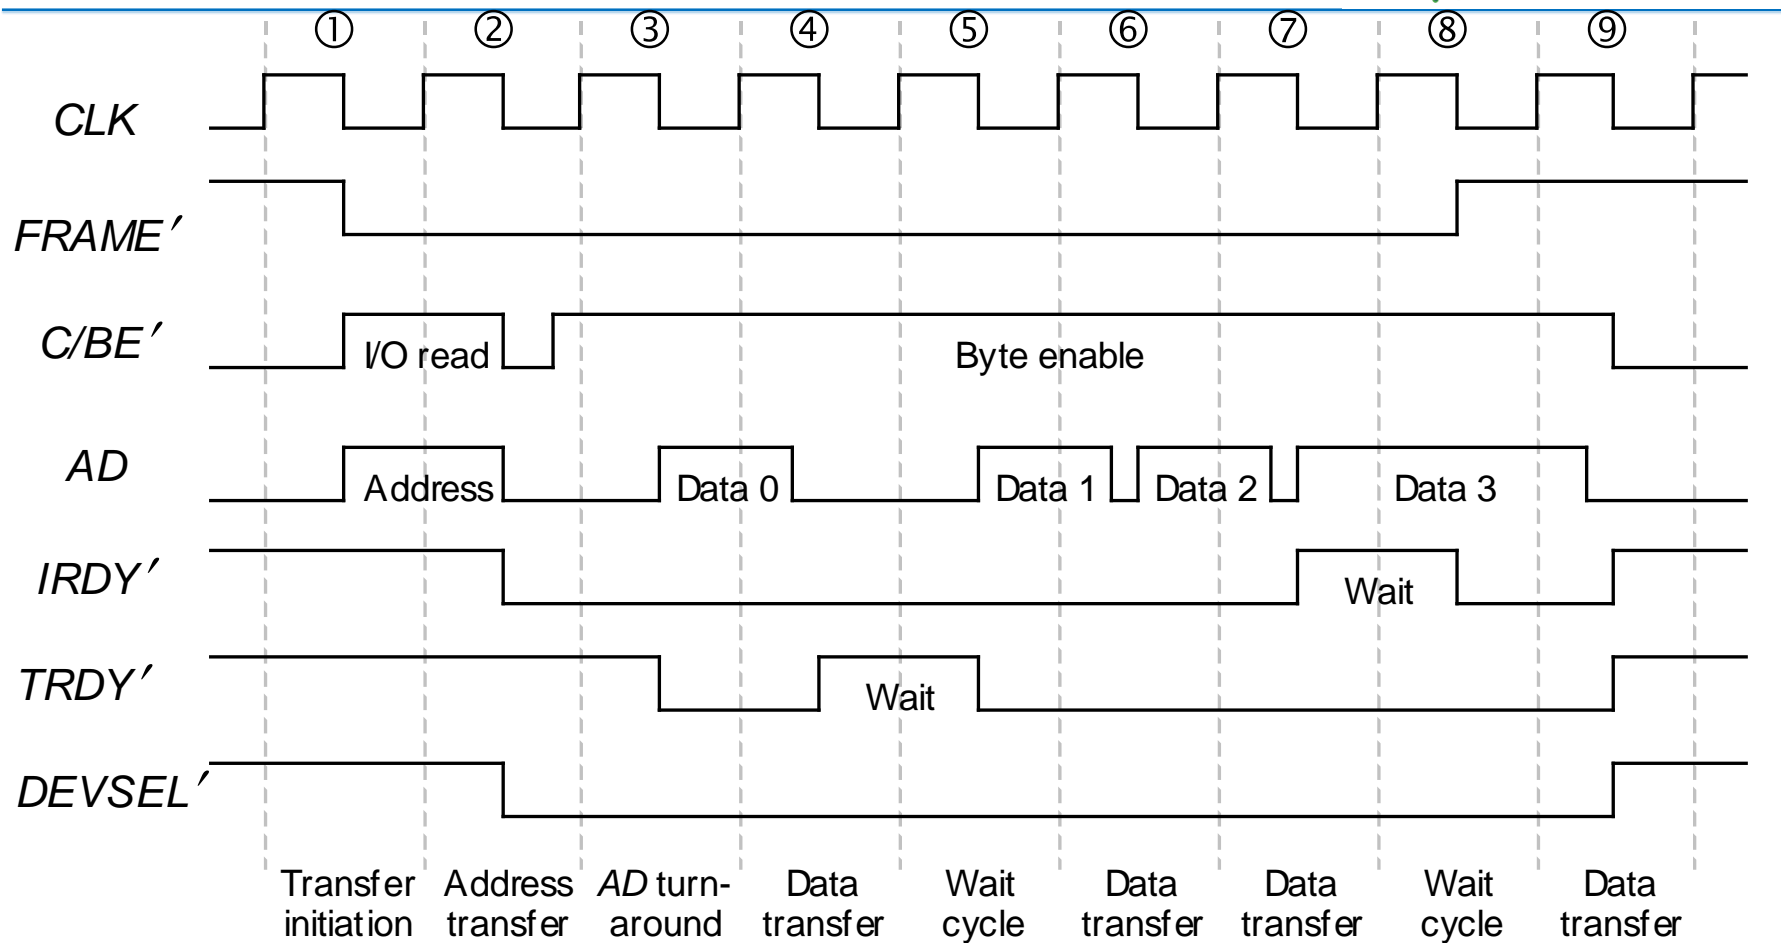 ① ② ③ ④ ⑤ ⑥ ⑦ ⑧ ⑨
CLK
FRAME′
C/BE′
I/O read
Byte enable
AD
Address
Data 0
Data 1
Data 2
Data 3
IRDY′
Wait
TRDY′
Wait
DEVSEL′
Transfer
initiation
Address
transfer
AD turn-
around
Data
transfer
Wait
cycle
Data
transfer
Data
transfer
Wait
cycle
Data
transfer